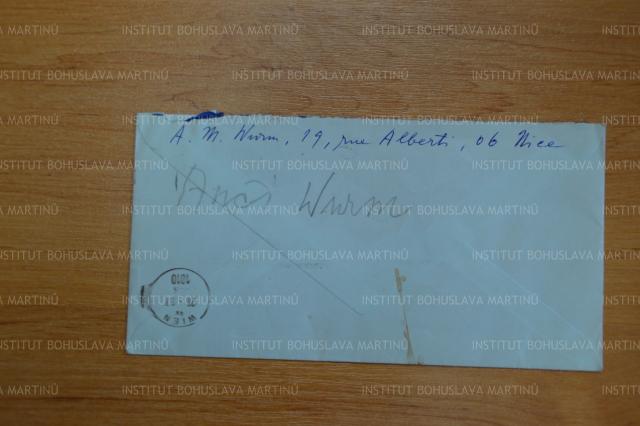 A. M. Wurm, 19, rue Alberti, 06 Nice
Wurm
1010
WIEN
INSTITUT BOHUSLAVA MARTINŮ